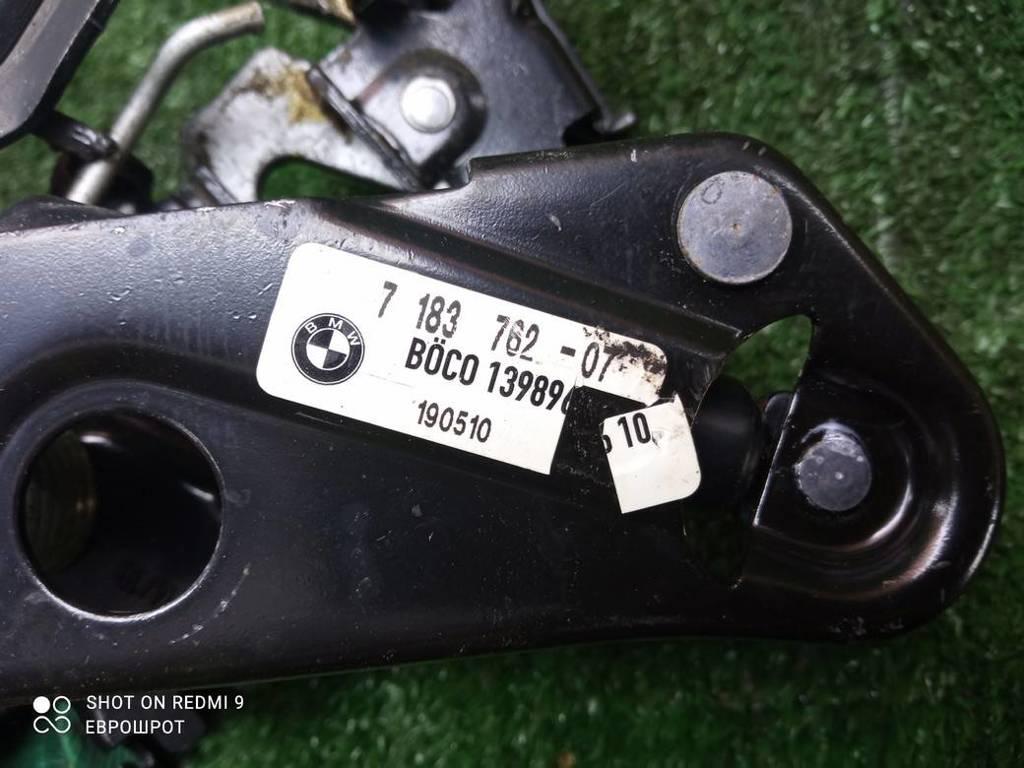 BMW
7 183 762-07
BÖCO 13989
190510
10
SHOT ON REDMI 9
ЕВРОШРОТ